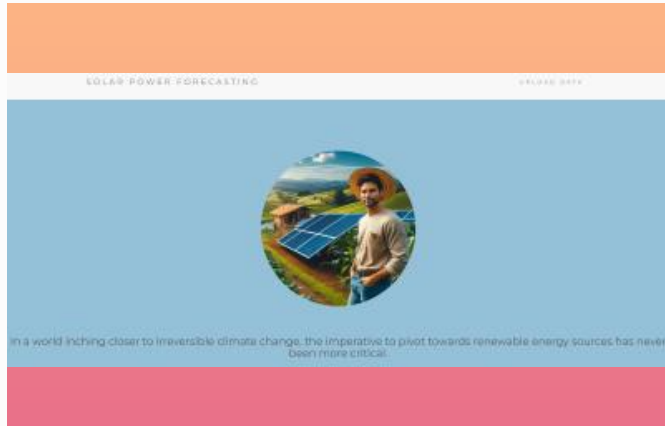 SOLAR POWER FORECASTING
UPLOAD DATA
In a world inching closer to irreversible climate change, the imperative to pivot towards renewable energy sources has never
been more critical.